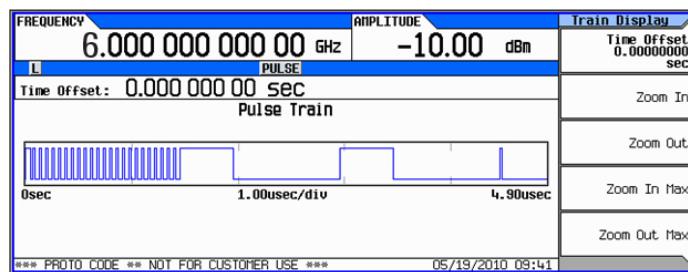 FREQUENCY
AMPLITUDE
Train Display
6.000 000 000 00 GHz
-10.00 dBm
Time Offset
0.00000000
sec
L
PULSE
Time Offset: 0.000 000 00 sec
Zoom In
Pulse Train
Zoom Out
0sec
1.00usec/div
4.90usec
Zoom In Max
Zoom Out Max
*** PROTO CODE ** NOT FOR CUSTOMER USE ***
05/19/2010 09:41